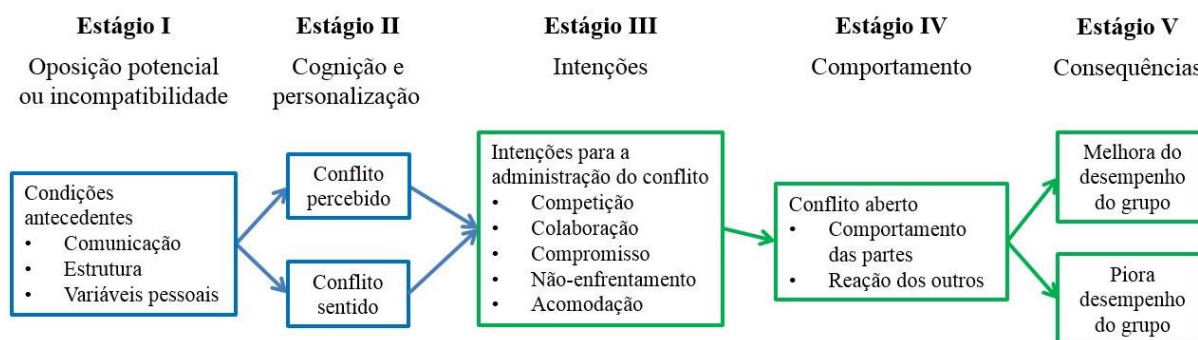 Estágio I
Oposição potencial
ou incompatibilidade
Condições
antecedentes
• Comunicação
• Estrutura
• Variáveis pessoais
Estágio II
Cognição e
personalização
Conflito
percebido
Conflito
sentido
Estágio III
Intenções
Intenções para a
administração do conflito
• Competição
• Colaboração
• Compromisso
• Não-enfrentamento
• Acomodação
Estágio IV
Comportamento
Conflito aberto
• Comportamento
das partes
• Reação dos outros
Estágio V
Consequências
Melhora do
desempenho
do grupo
Piora
desempenho
do grupo